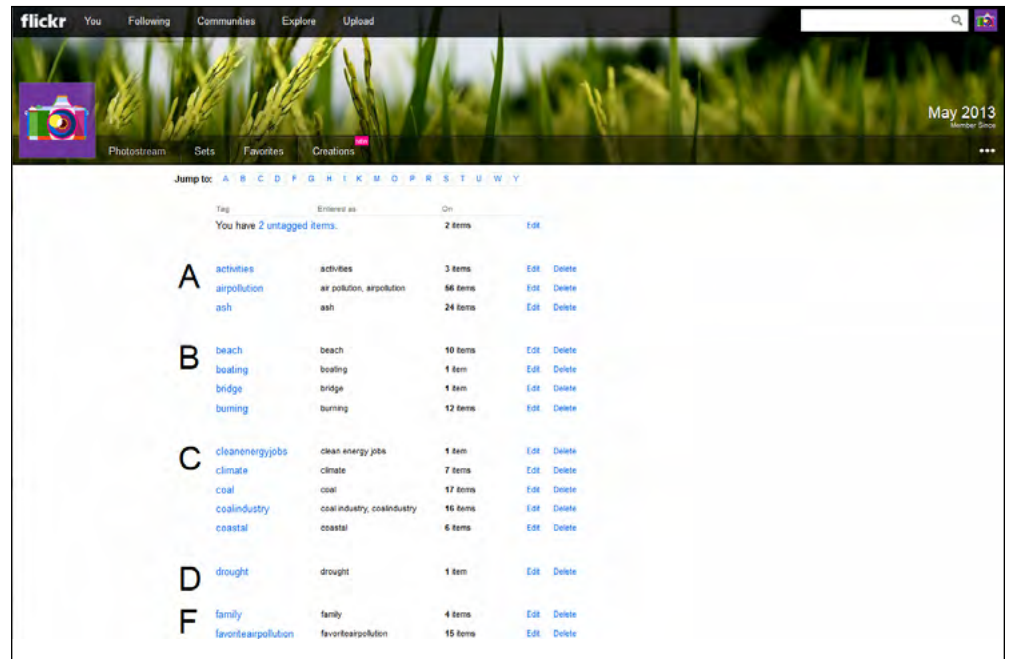 flickr You Following Communities Explore Upload
May 2013
Member Since
Photostream Sets Favorites Creations NEW
Jump to: A B C D F G H I K M O P R S T U W Y
Tag Entered as On
You have 2 untagged items. 2 items Edit
A
activities activities 3 items Edit Delete
airpollution air pollution, airpollution 56 items Edit Delete
ash ash 24 items Edit Delete
B
beach beach 10 items Edit Delete
boating boating 1 item Edit Delete
bridge bridge 1 item Edit Delete
burning burning 12 items Edit Delete
C
cleanenergyjobs clean energy jobs 1 item Edit Delete
climate climate 7 items Edit Delete
coal coal 17 items Edit Delete
coalindustry coal industry, coalindustry 16 items Edit Delete
coastal coastal 6 items Edit Delete
D
drought drought 1 item Edit Delete
F
family family 4 items Edit Delete
favoriteairpollution favoriteairpollution 15 items Edit Delete